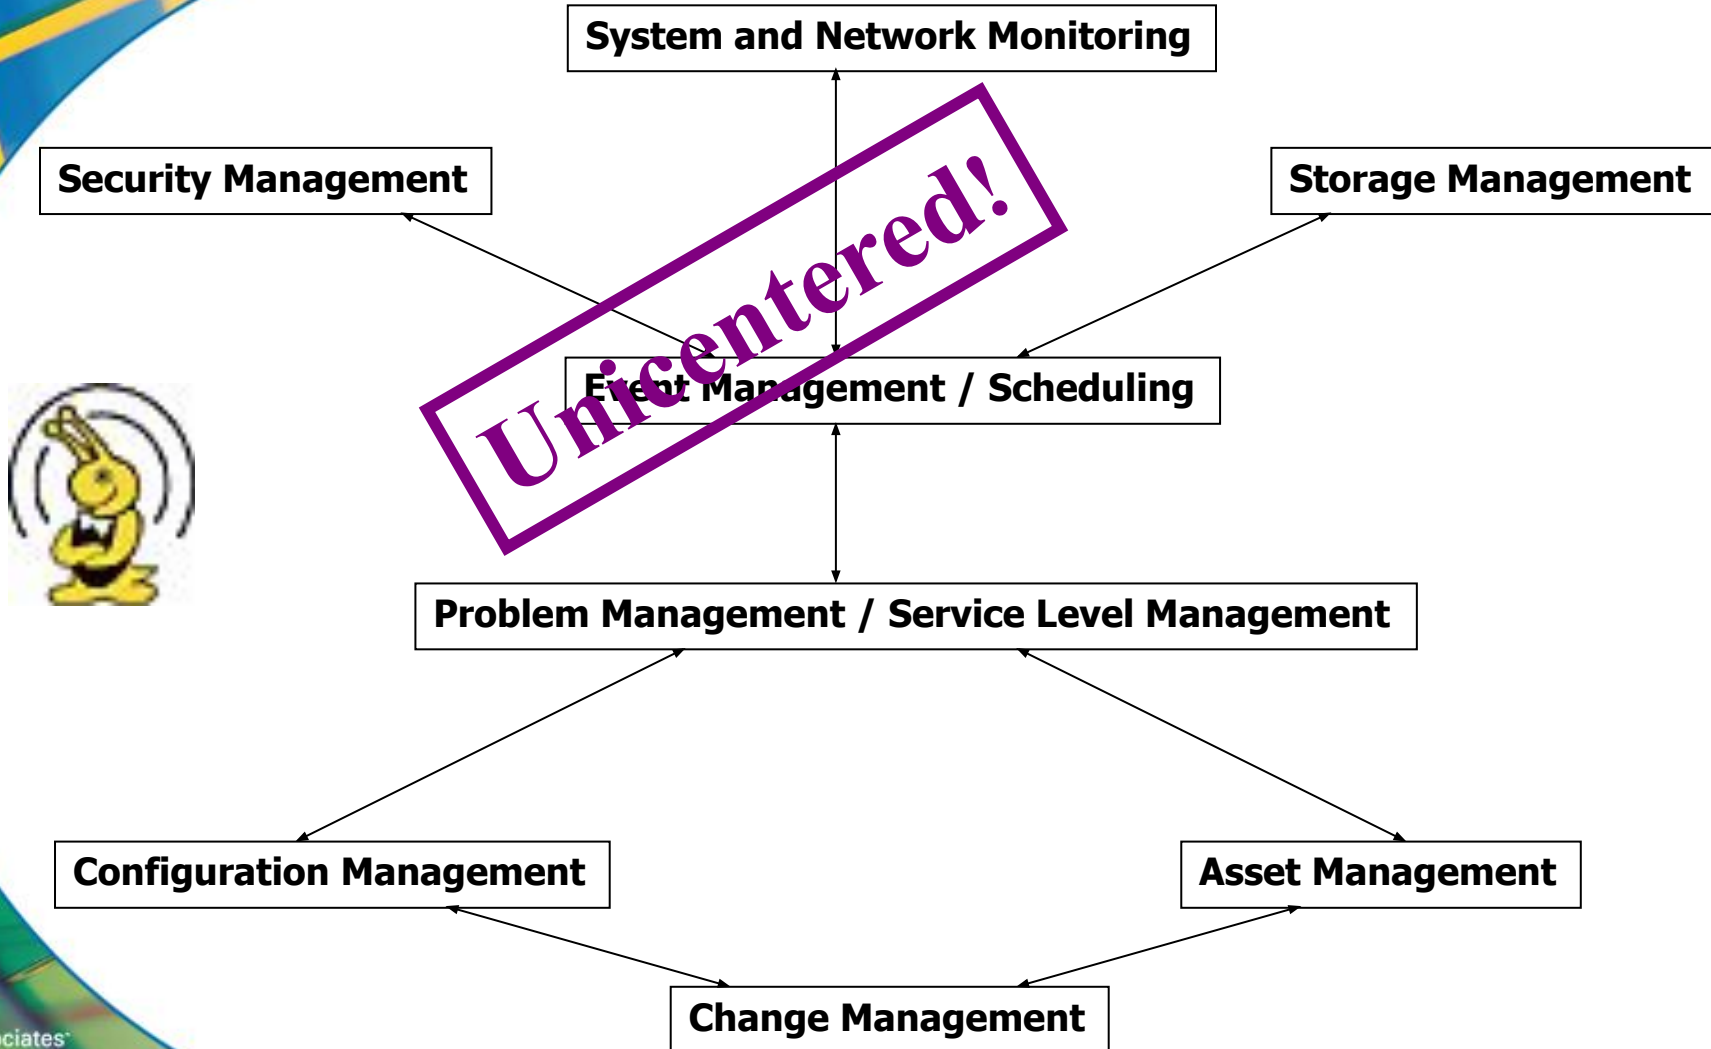 System and Network Monitoring
Security Management
Storage Management
Unicentered!
Event Management / Scheduling
Problem Management / Service Level Management
Configuration Management
Asset Management
Change Management